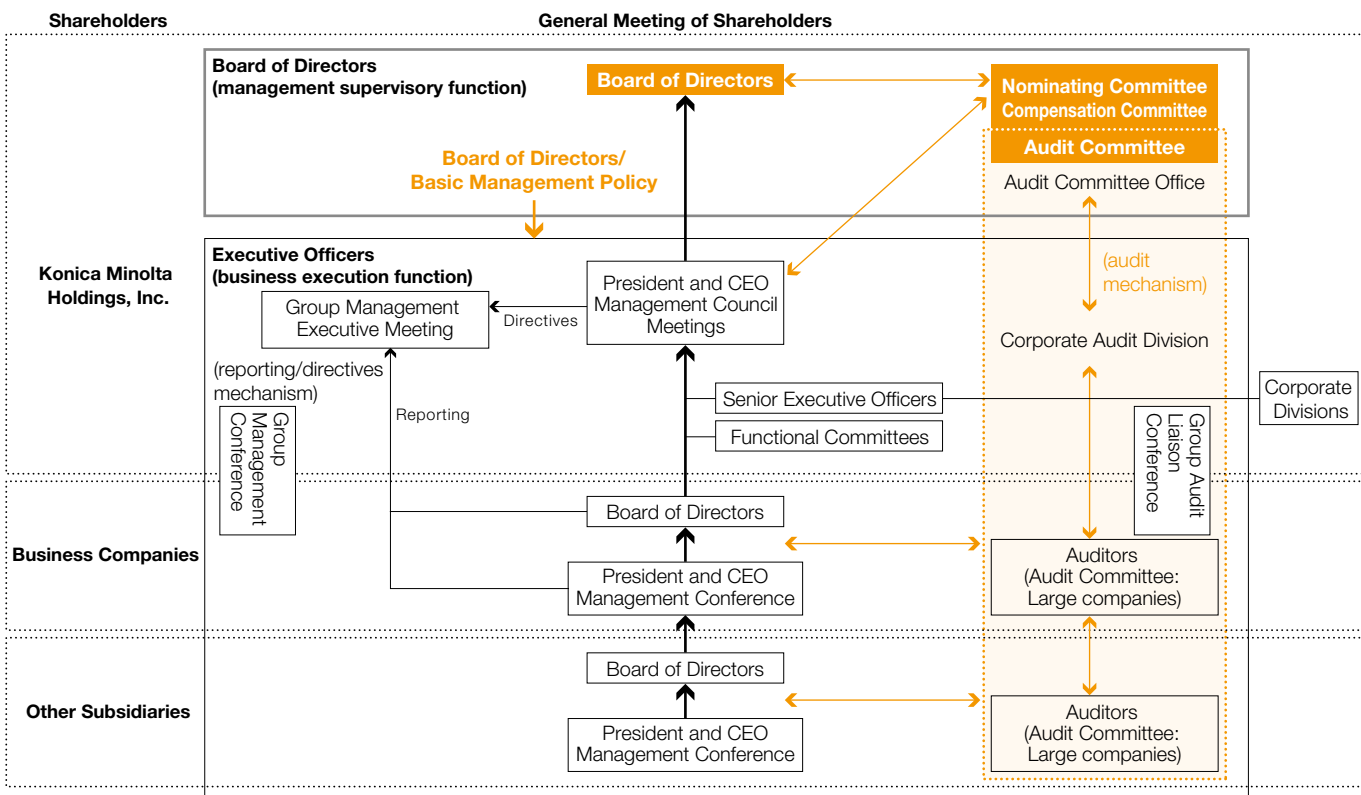 Shareholders
General Meeting of Shareholders
Board of Directors
(management supervisory function)
Board of Directors
Nominating Committee
Compensation Committee
Audit Committee
Audit Committee Office
Board of Directors/
Basic Management Policy
Konica Minolta
Holdings, Inc.
Executive Officers
(business execution function)
Group Management
Executive Meeting
Directives
President and CEO
Management Council
Meetings
(audit
mechanism)
Corporate Audit Division
(reporting/directives
mechanism)
Reporting
Group
Management
Conference
Senior Executive Officers
Functional Committees
Corporate
Divisions
Group Audit
Liaison
Conference
Business Companies
Board of Directors
President and CEO
Management Conference
Auditors
(Audit Committee:
Large companies)
Other Subsidiaries
Board of Directors
President and CEO
Management Conference
Auditors
(Audit Committee:
Large companies)